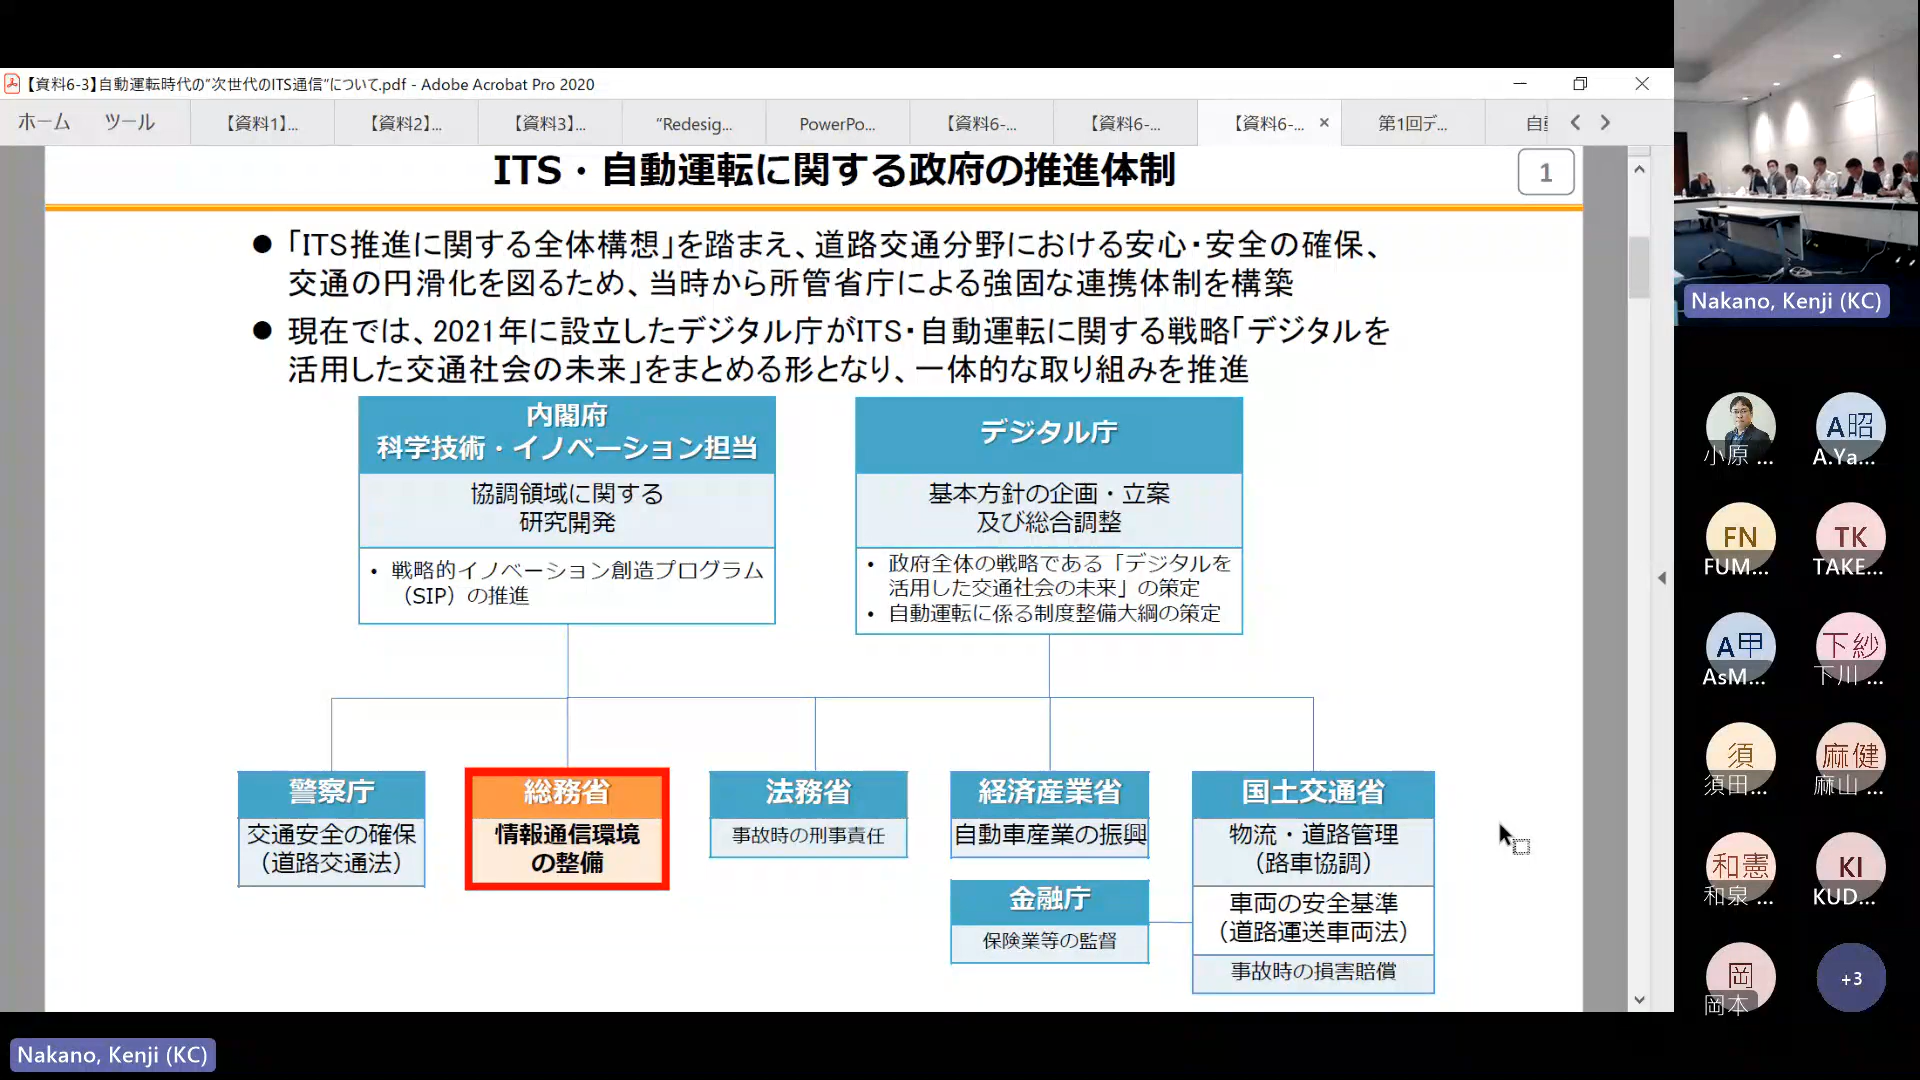 【資料6-3】自動運転時代の“次世代のITS通信”について.pdf - Adobe Acrobat Pro 2020
ホーム ツール 【資料1】... 【資料2】... 【資料3】... “Redesig... PowerPo... 【資料6-... 【資料6-... 【資料6-... × 第1回デ...
ITS・自動運転に関する政府の推進体制
1
● 「ITS推進に関する全体構想」を踏まえ、道路交通分野における安心・安全の確保、
交通の円滑化を図るため、当時から所管省庁による強固な連携体制を構築
● 現在では、2021年に設立したデジタル庁がITS・自動運転に関する戦略「デジタルを
活用した交通社会の未来」をまとめる形となり、一体的な取り組みを推進
内閣府
科学技術・イノベーション担当
協調領域に関する
研究開発
• 戦略的イノベーション創造プログラム
（SIP）の推進
デジタル庁
基本方針の企画・立案
及び総合調整
• 政府全体の戦略である「デジタルを
活用した交通社会の未来」の策定
• 自動運転に係る制度整備大綱の策定
警察庁
交通安全の確保
（道路交通法）
総務省
情報通信環境
の整備
法務省
事故時の刑事責任
経済産業省
自動車産業の振興
金融庁
保険業等の監督
国土交通省
物流・道路管理
（路車協調）
車両の安全基準
（道路運送車両法）
事故時の損害賠償
Nakano, Kenji (KC)
小原 ...
A昭
A.Ya...
FN
FUM...
TK
TAKE...
A甲
AsM...
下紗
下川 ...
須
須田...
麻健
麻山 ...
和憲
和泉 ...
KI
KUD...
岡
岡本
+3
Nakano, Kenji (KC)